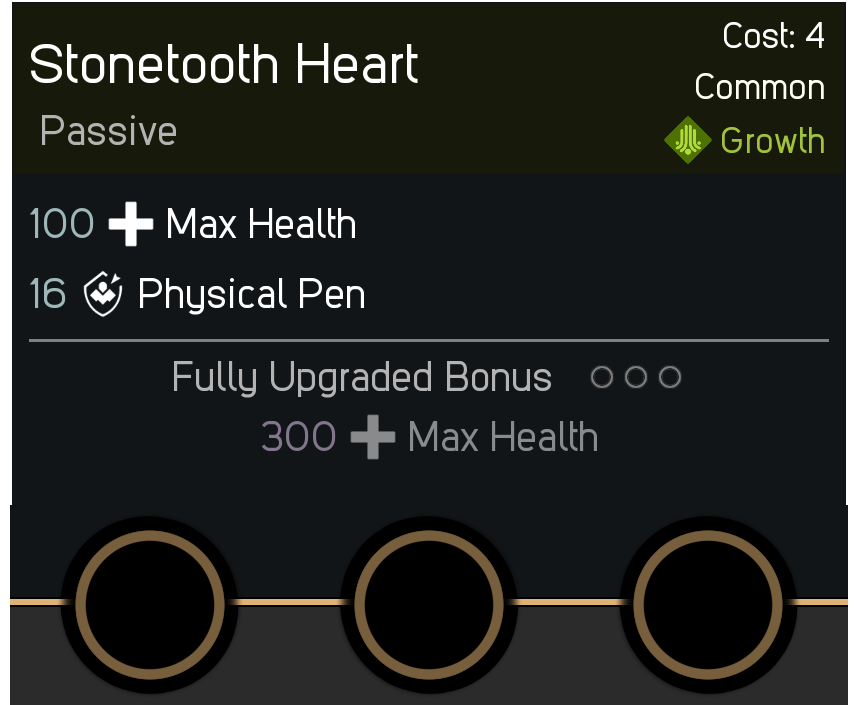 Stonetooth Heart
Passive
Cost: 4
Common
Growth
100 Max Health
16 Physical Pen
Fully Upgraded Bonus
300 Max Health